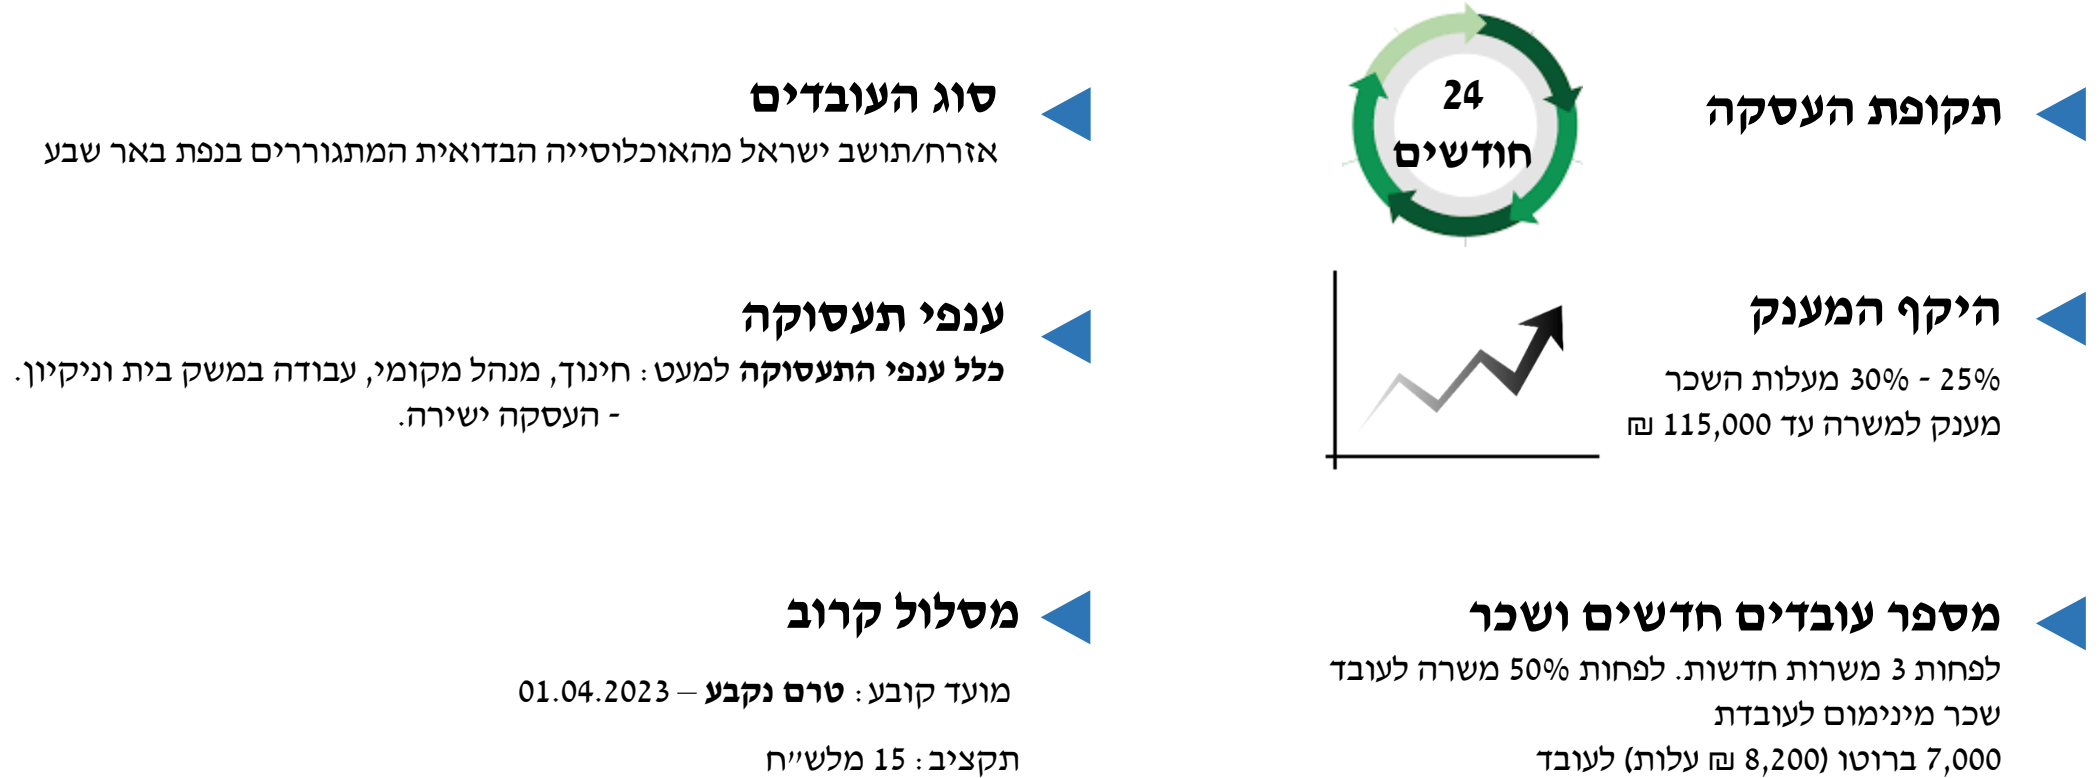 תקופת העסקה
24
חודשים
סוג העובדים
אזרח/תושב ישראל מהאוכלוסייה הבדואית המתגוררים בנפת באר שבע
היקף המענק
25% - 30% מעלות השכר
מענק למשרה עד 115,000 ₪
ענפי תעסוקה
כלל ענפי התעסוקה למעט: חינוך, מנהל מקומי, עבודה במשק בית וניקיון.
- העסקה ישירה.
מספר עובדים חדשים ושכר
לפחות 3 משרות חדשות. לפחות 50% משרה לעובד
שכר מינימום לעובדת
7,000 ברוטו (8,200 ₪ עלות) לעובד
מסלול קרוב
מועד קובע: טרם נקבע – 01.04.2023
תקציב: 15 מלש״ח